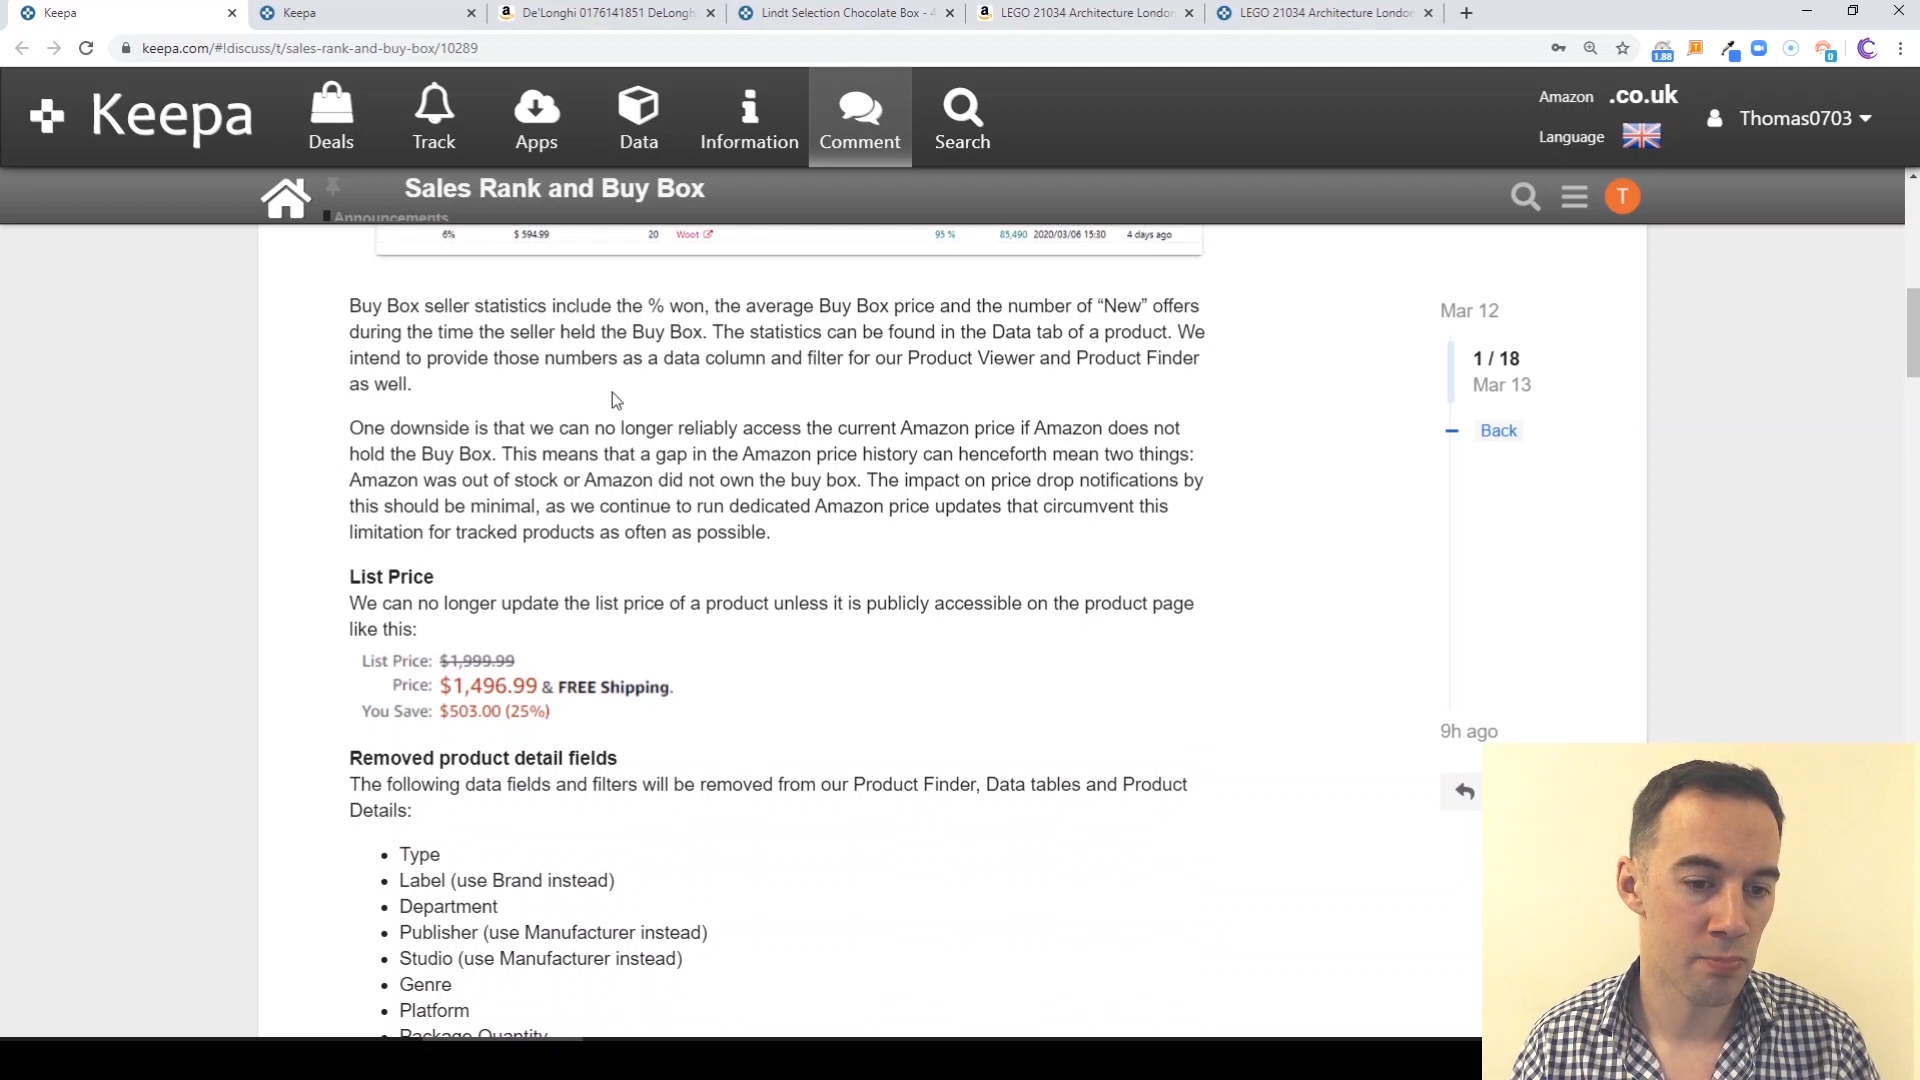 Keepa
Keepa
De'Longhi 0176141851 DeLongh
Lindt Selection Chocolate Box - 4
LEGO 21034 Architecture London
LEGO 21034 Architecture London
keepa.com/#!discuss/t/sales-rank-and-buy-box/10289
1.88
0
Keepa
Deals
Track
Apps
Data
Information
Comment
Search
Amazon .co.uk
Language
Thomas0703
Sales Rank and Buy Box
Announcements
T
6% $ 594.99 20 Woot 95 % 85,490 2020/03/06 15:30 4 days ago
Buy Box seller statistics include the % won, the average Buy Box price and the number of “New” offers
during the time the seller held the Buy Box. The statistics can be found in the Data tab of a product. We
intend to provide those numbers as a data column and filter for our Product Viewer and Product Finder
as well.
One downside is that we can no longer reliably access the current Amazon price if Amazon does not
hold the Buy Box. This means that a gap in the Amazon price history can henceforth mean two things:
Amazon was out of stock or Amazon did not own the buy box. The impact on price drop notifications by
this should be minimal, as we continue to run dedicated Amazon price updates that circumvent this
limitation for tracked products as often as possible.
List Price
We can no longer update the list price of a product unless it is publicly accessible on the product page
like this:
List Price: $1,999.99
Price: $1,496.99 & FREE Shipping.
You Save: $503.00 (25%)
Removed product detail fields
The following data fields and filters will be removed from our Product Finder, Data tables and Product
Details:
Type
Label (use Brand instead)
Department
Publisher (use Manufacturer instead)
Studio (use Manufacturer instead)
Genre
Platform
Package Quantity
Mar 12
1 / 18
Mar 13
Back
9h ago